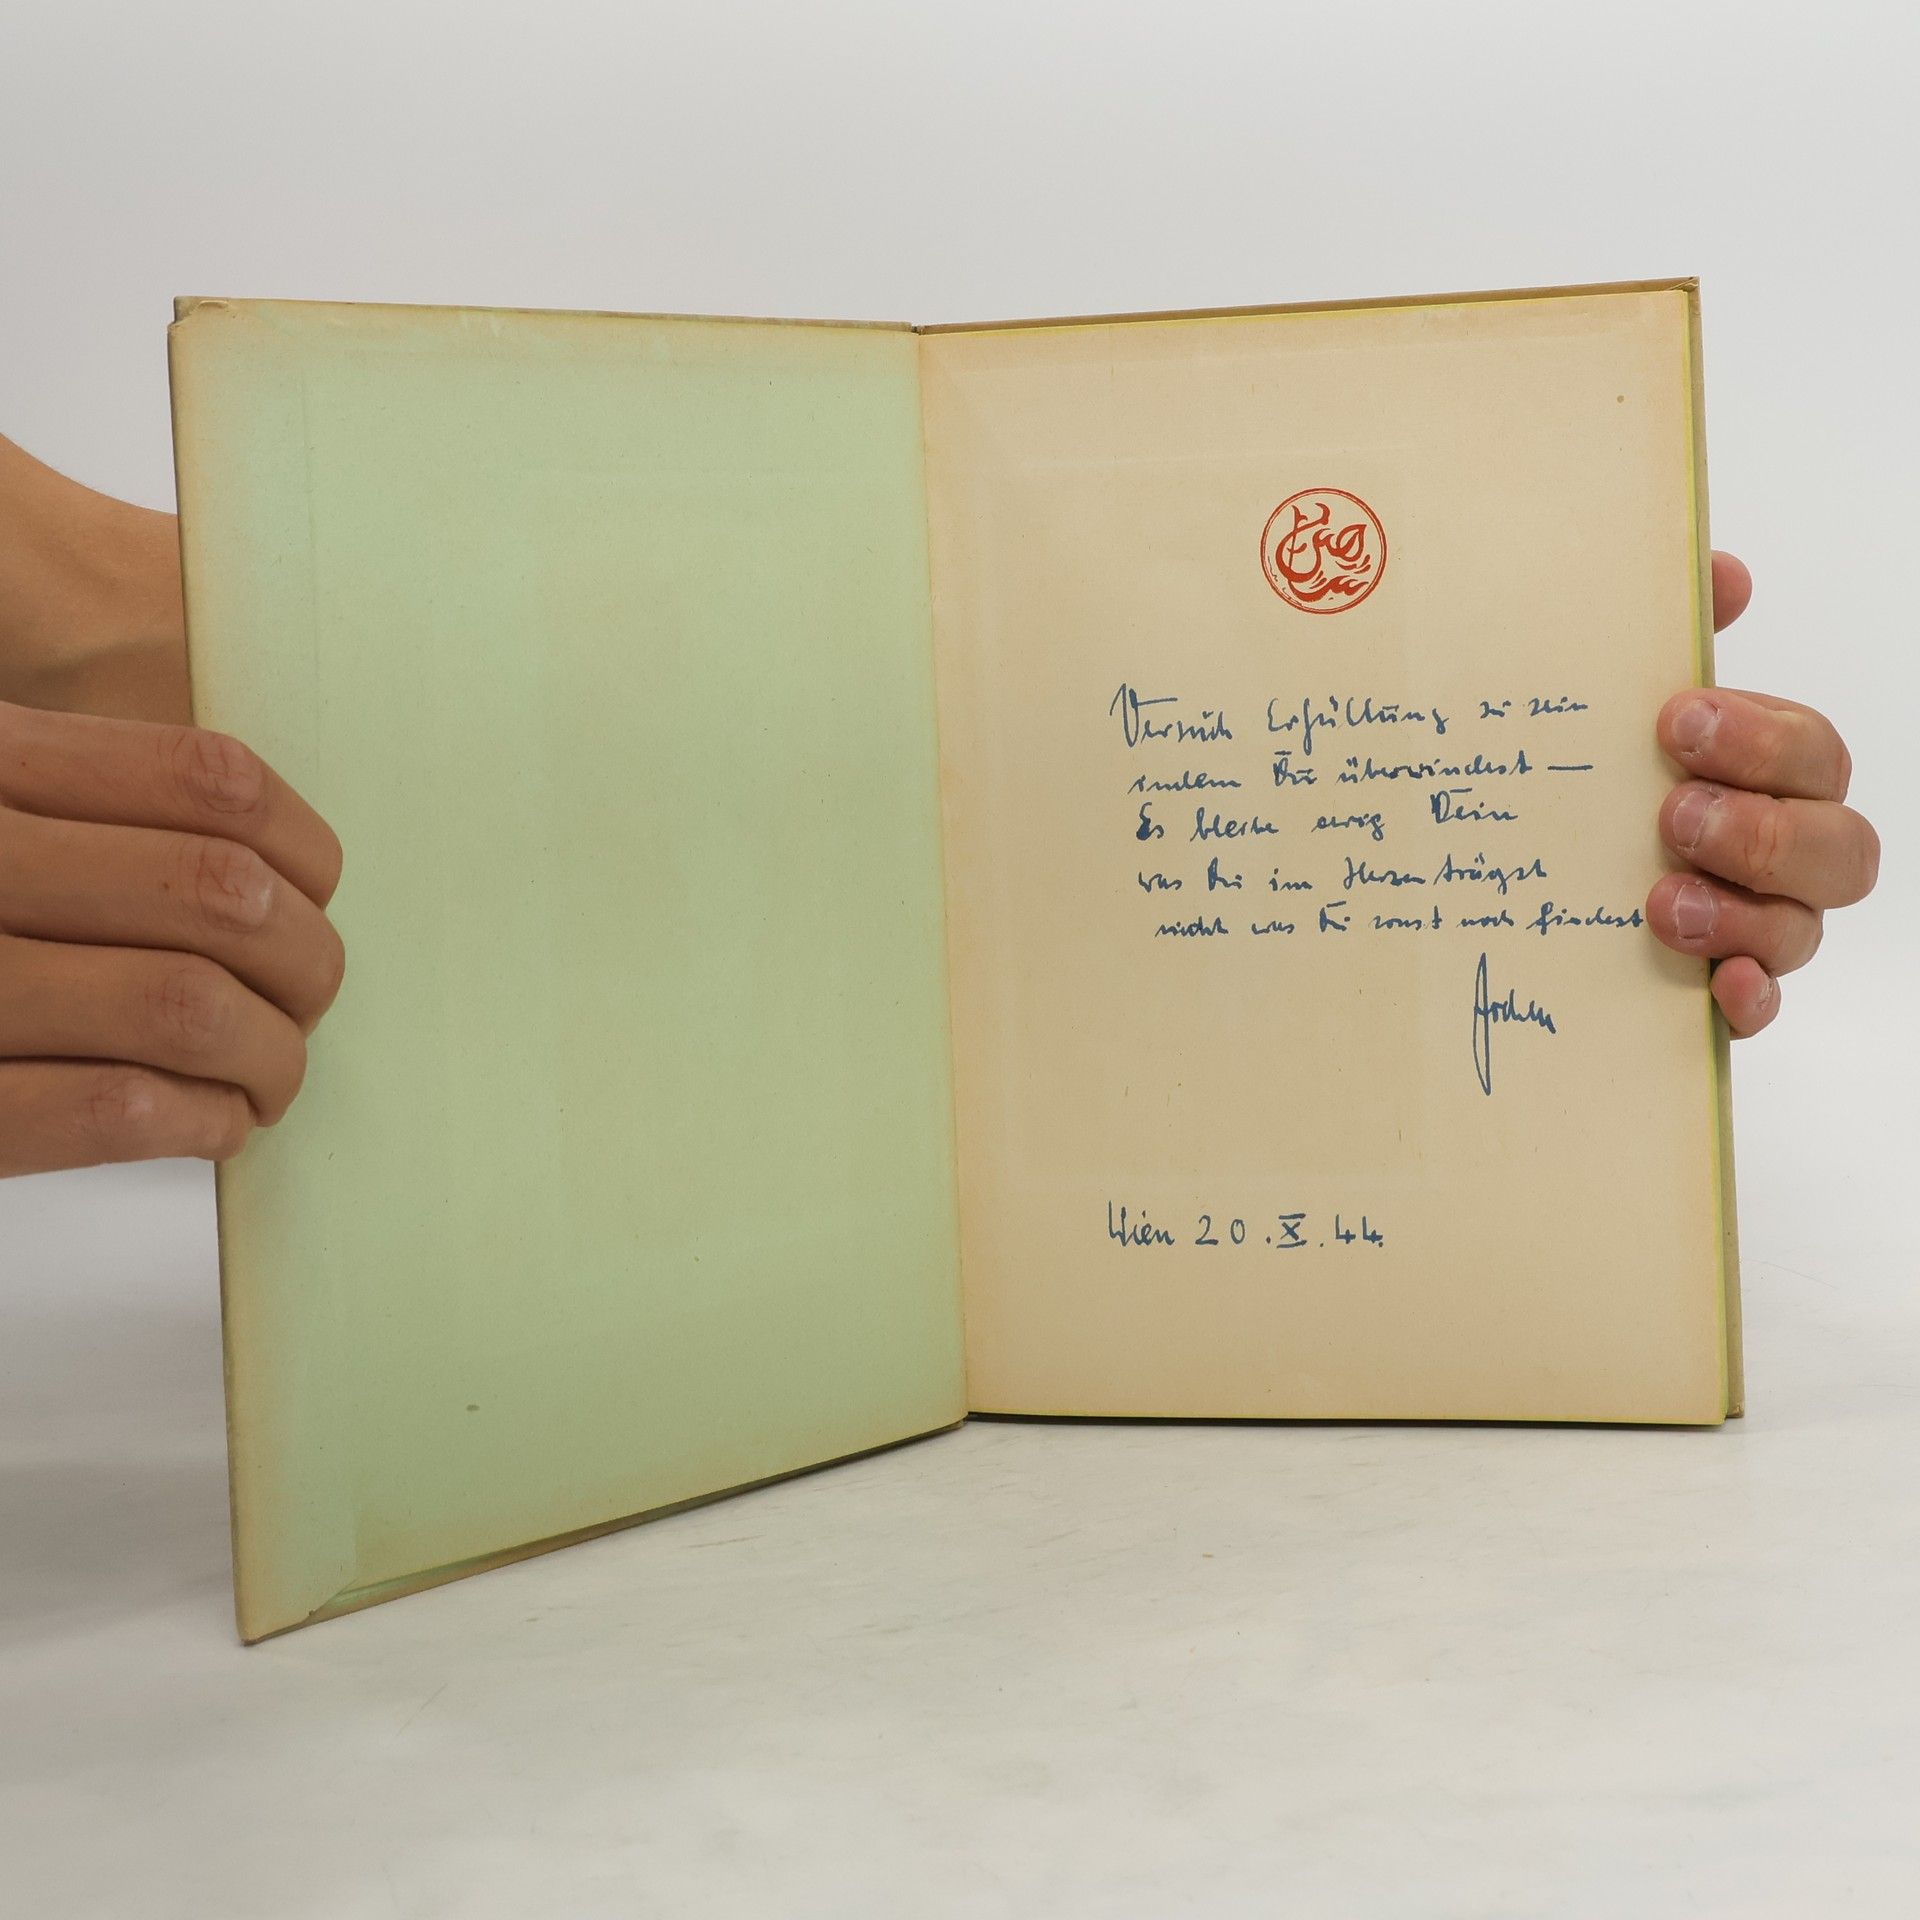 Versuch Erfüllung zu sein
indem Du überwindest —
Es bleibe ewig Dein
was Du im Herzen trägst
nicht was Du sonst noch findest
Wien 20.X.44.